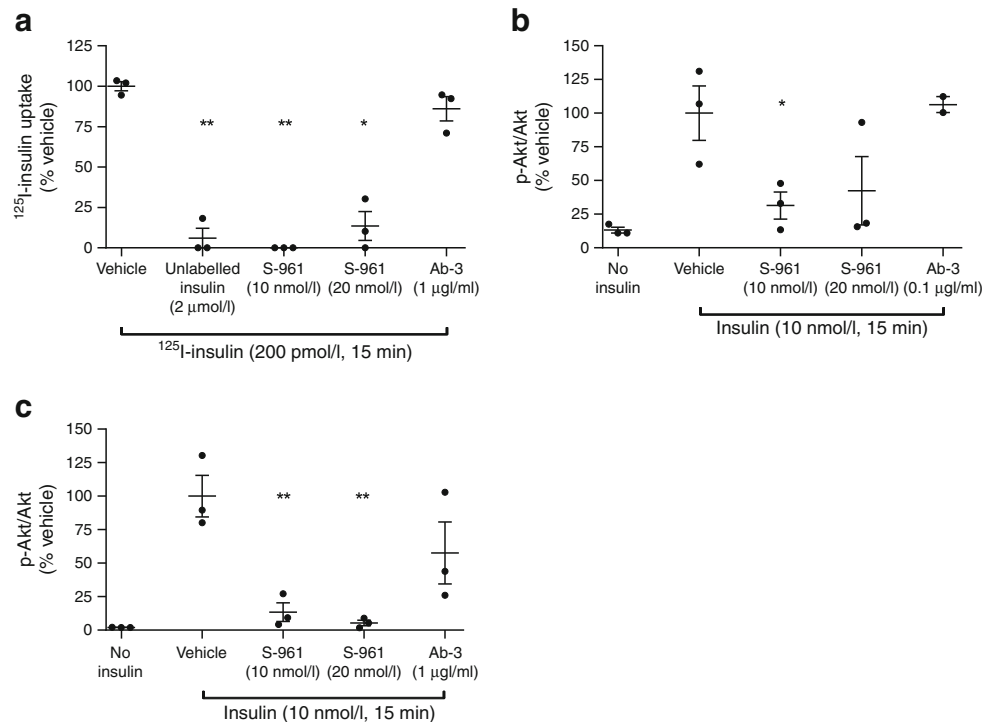 a
¹²⁵I-insulin uptake
(% vehicle)
125
100
75
50
25
0
** ** *
Vehicle Unlabelled insulin (2 μmol/l) S-961 (10 nmol/l) S-961 (20 nmol/l) Ab-3 (1 μgl/ml)
¹²⁵I-insulin (200 pmol/l, 15 min)
b
p-Akt/Akt
(% vehicle)
150
125
100
75
50
25
0
*
No insulin Vehicle S-961 (10 nmol/l) S-961 (20 nmol/l) Ab-3 (0.1 μgl/ml)
Insulin (10 nmol/l, 15 min)
c
p-Akt/Akt
(% vehicle)
150
125
100
75
50
25
0
** **
No insulin Vehicle S-961 (10 nmol/l) S-961 (20 nmol/l) Ab-3 (1 μgl/ml)
Insulin (10 nmol/l, 15 min)